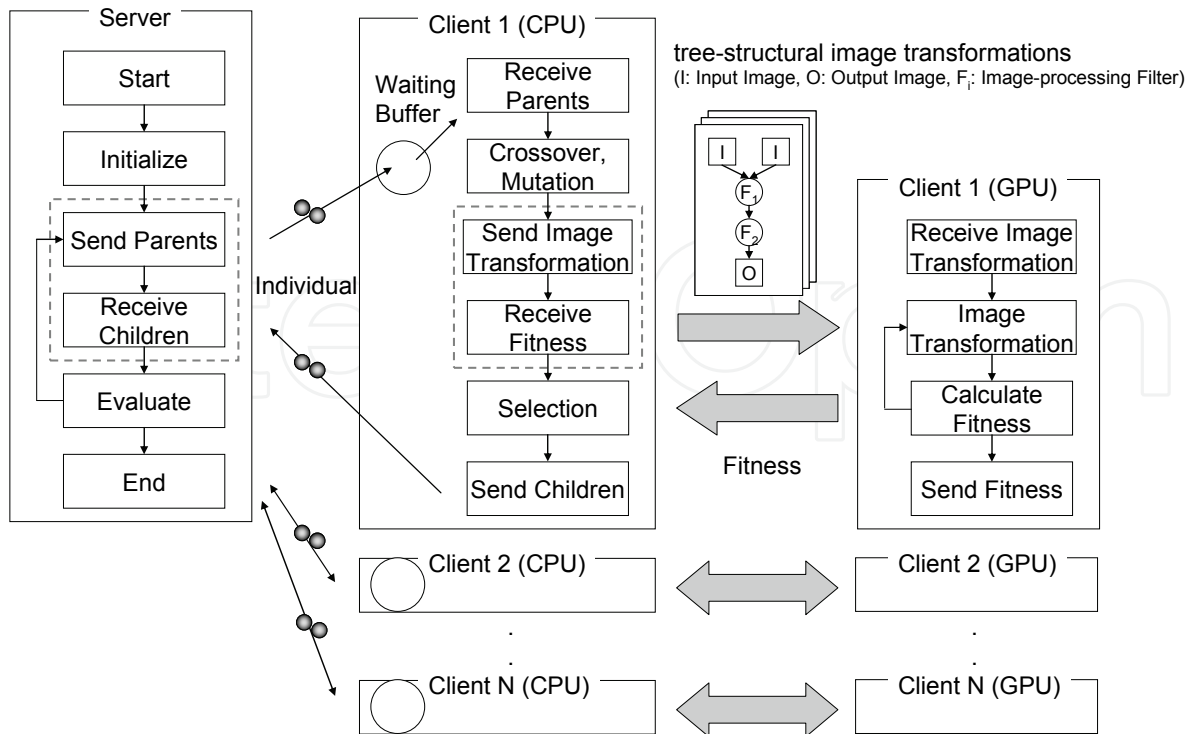 Server
Start
Initialize
Send Parents
Receive
Children
Evaluate
End
Individual
Client 1 (CPU)
Waiting
Buffer
Receive
Parents
Crossover,
Mutation
Send Image
Transformation
Receive
Fitness
Selection
Send Children
tree-structural image transformations
(I: Input Image, O: Output Image, Fi: Image-processing Filter)
I I
F1
F2
O
Fitness
Client 1 (GPU)
Receive Image
Transformation
Image
Transformation
Calculate
Fitness
Send Fitness
Client 2 (CPU)
Client 2 (GPU)
. .
. .
Client N (CPU)
Client N (GPU)